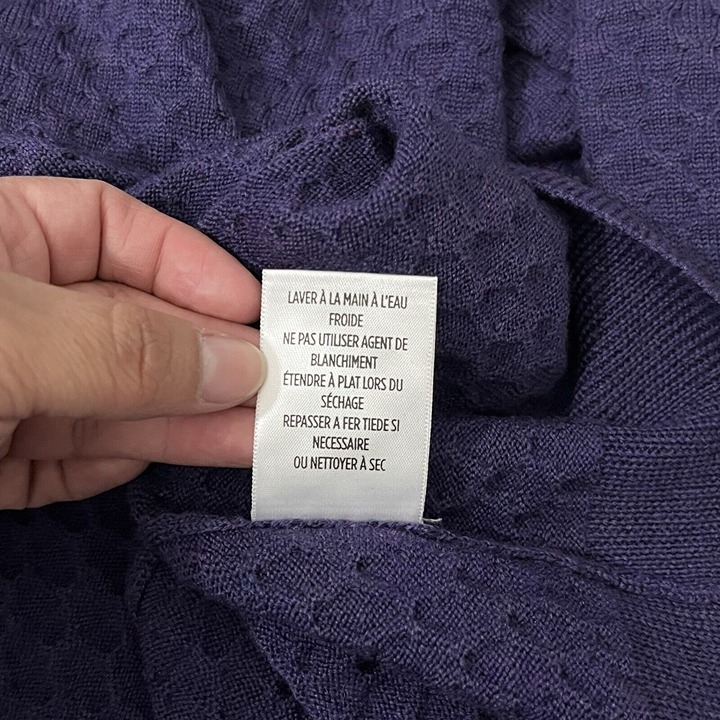 LAVER À LA MAIN À L'EAU
FROIDE
NE PAS UTILISER AGENT DE
BLANCHIMENT
ÉTENDRE À PLAT LORS DU
SÉCHAGE
REPASSER A FER TIEDE SI
NECESSAIRE
OU NETTOYER À SEC